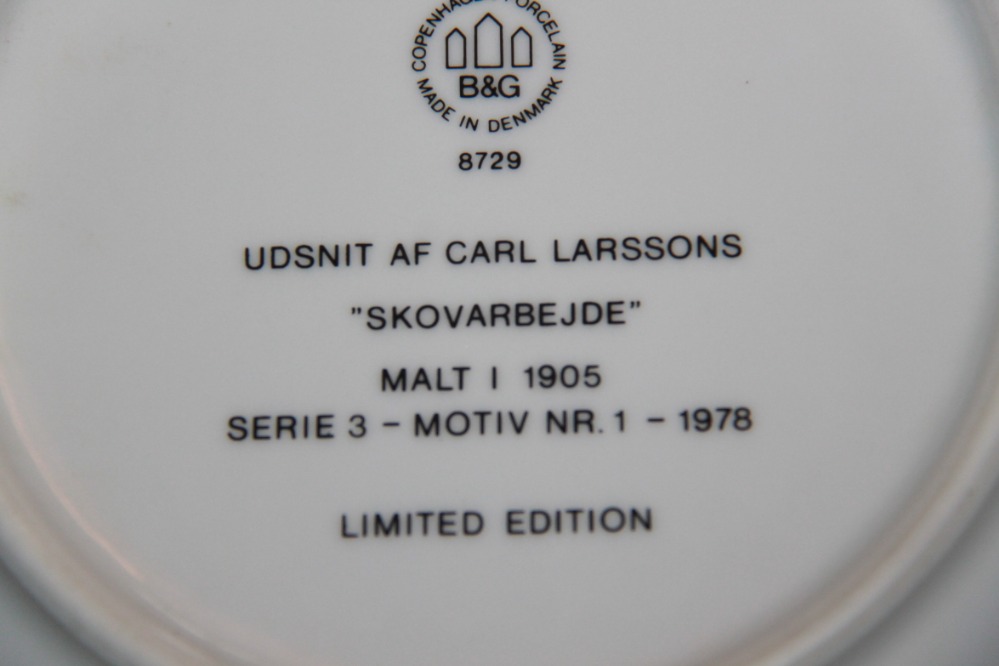 COPENHAGEN PORCELAIN
B&G
MADE IN DENMARK
8729
UDSNIT AF CARL LARSSONS
"SKOVARBEJDE"
MALT I 1905
SERIE 3 - MOTIV NR. 1 - 1978
LIMITED EDITION